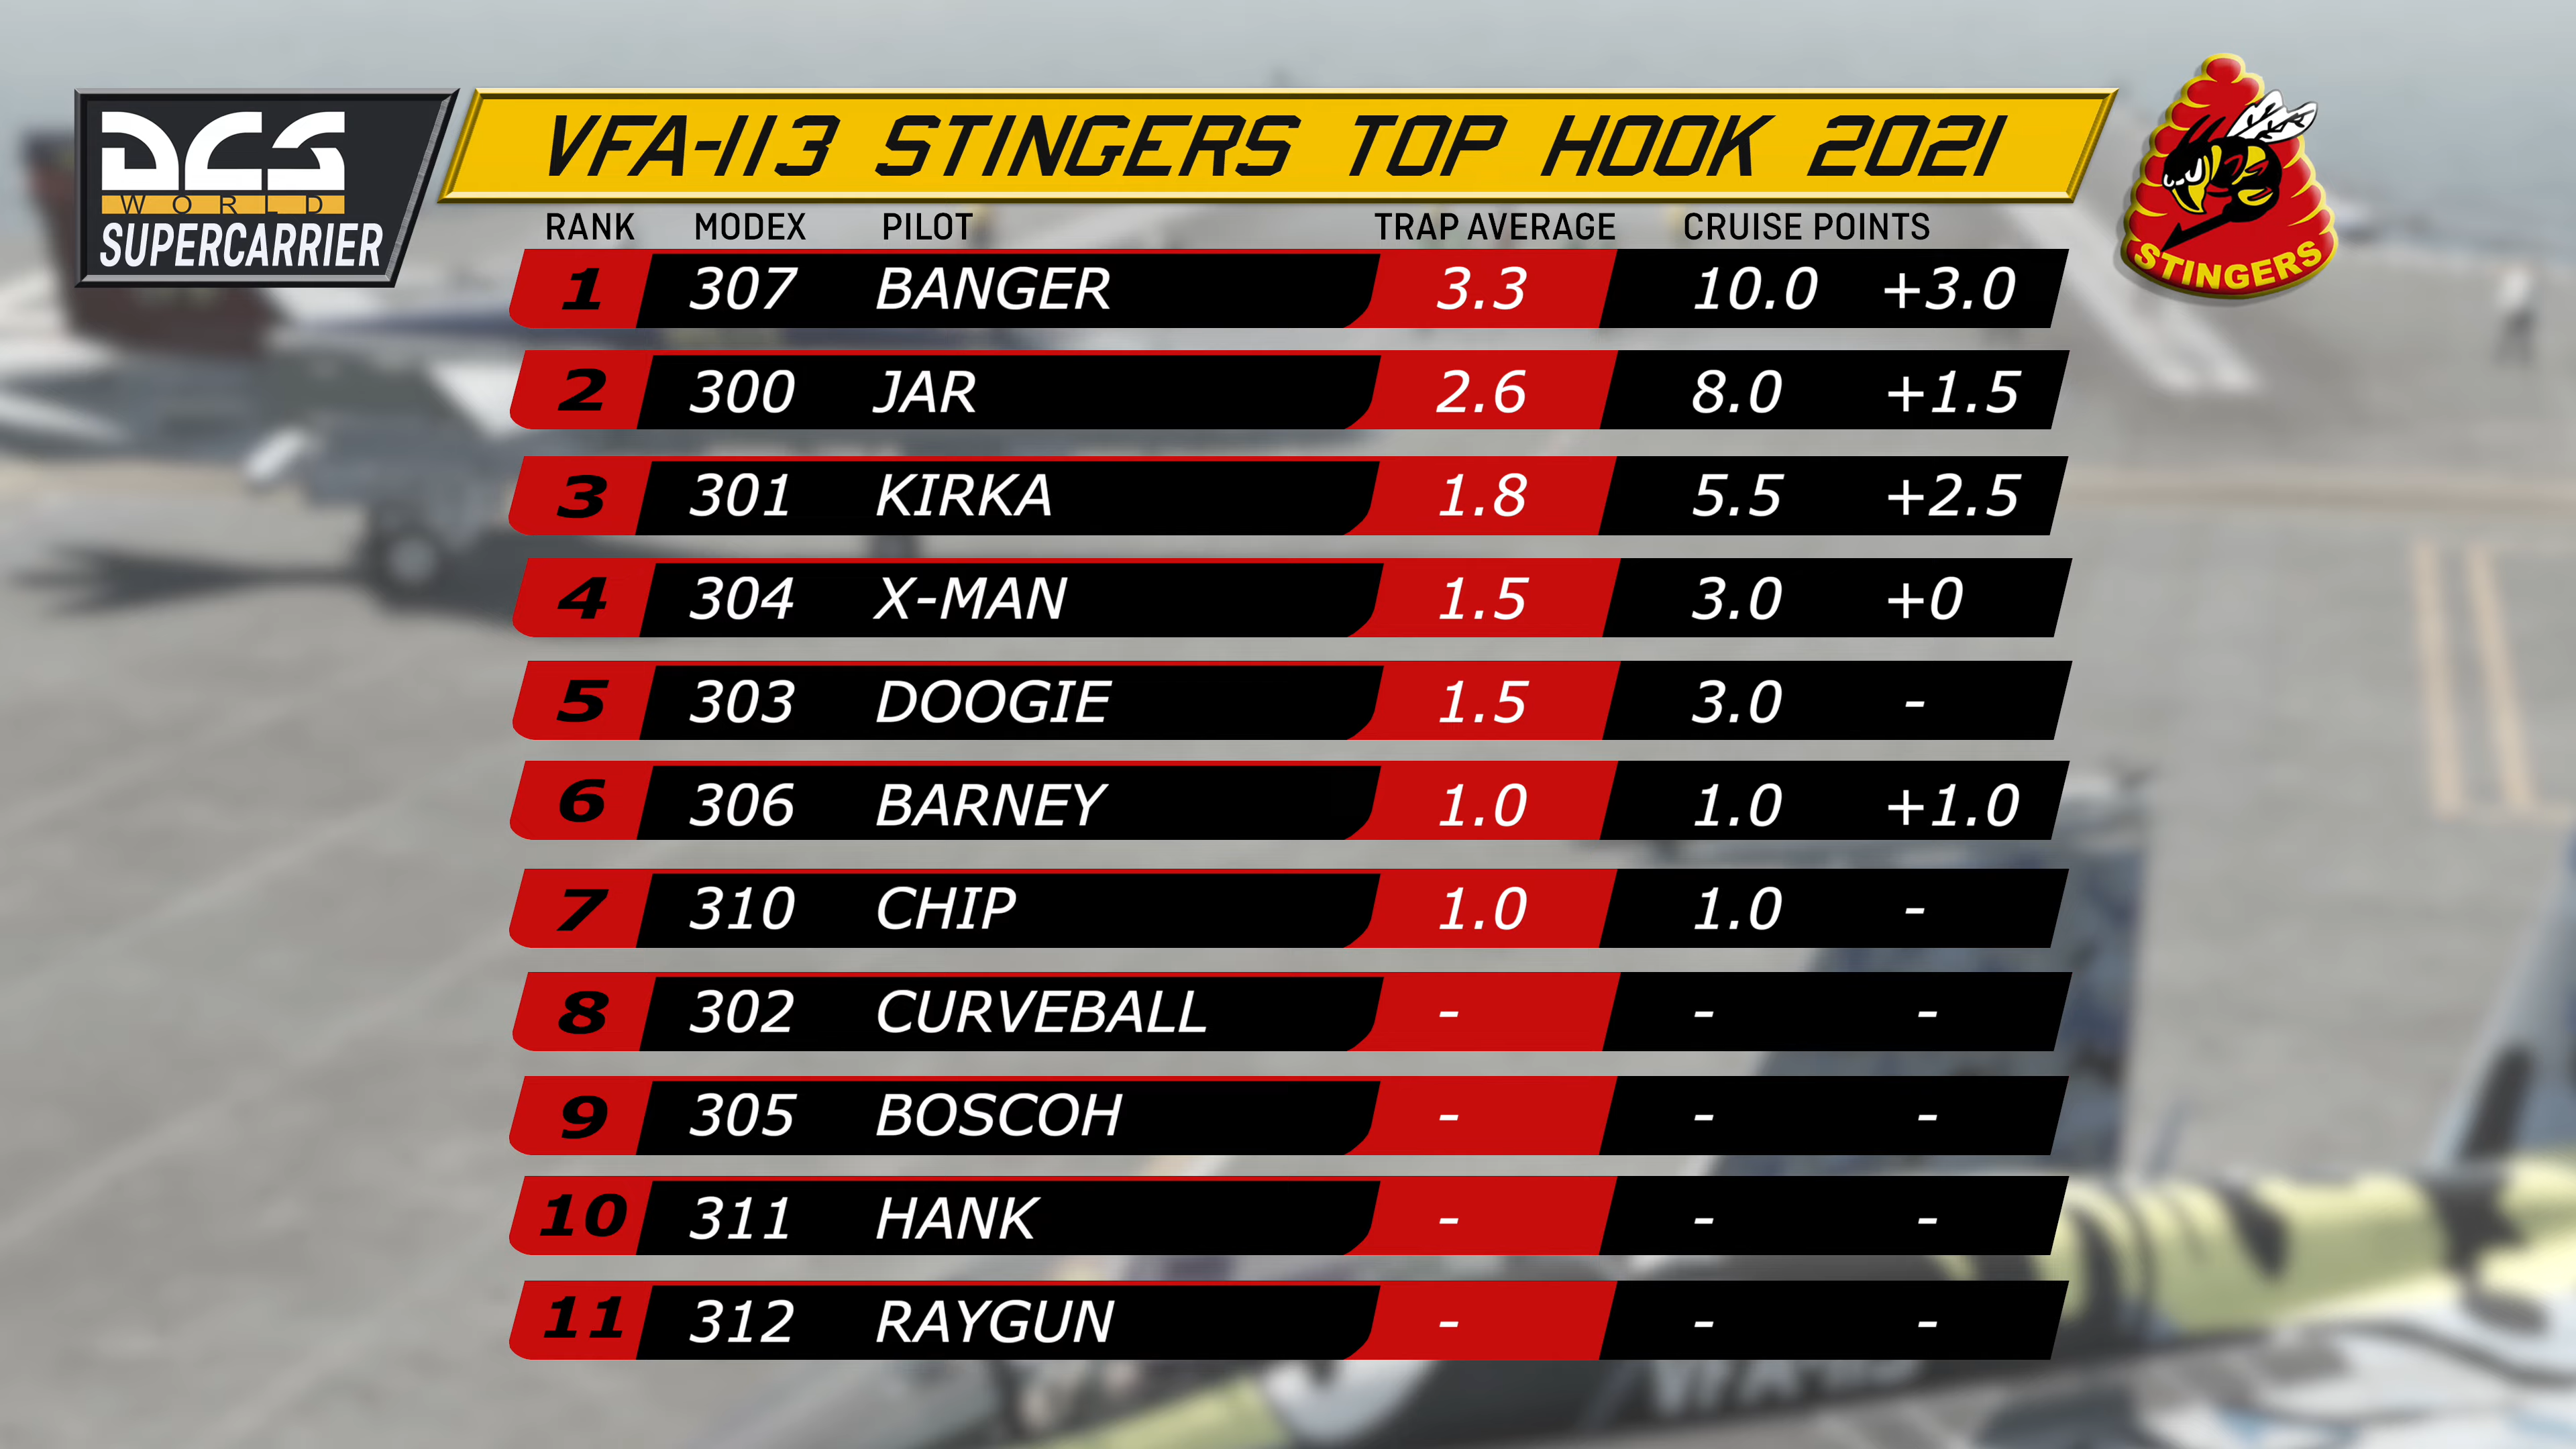 DCS
WORLD
SUPERCARRIER
VFA-113 STINGERS TOP HOOK 2021
STINGERS
RANK MODEX PILOT TRAP AVERAGE CRUISE POINTS
1 307 BANGER 3.3 10.0 +3.0
2 300 JAR 2.6 8.0 +1.5
3 301 KIRKA 1.8 5.5 +2.5
4 304 X-MAN 1.5 3.0 +0
5 303 DOOGIE 1.5 3.0 -
6 306 BARNEY 1.0 1.0 +1.0
7 310 CHIP 1.0 1.0 -
8 302 CURVEBALL - - -
9 305 BOSCOH - - -
10 311 HANK - - -
11 312 RAYGUN - - -